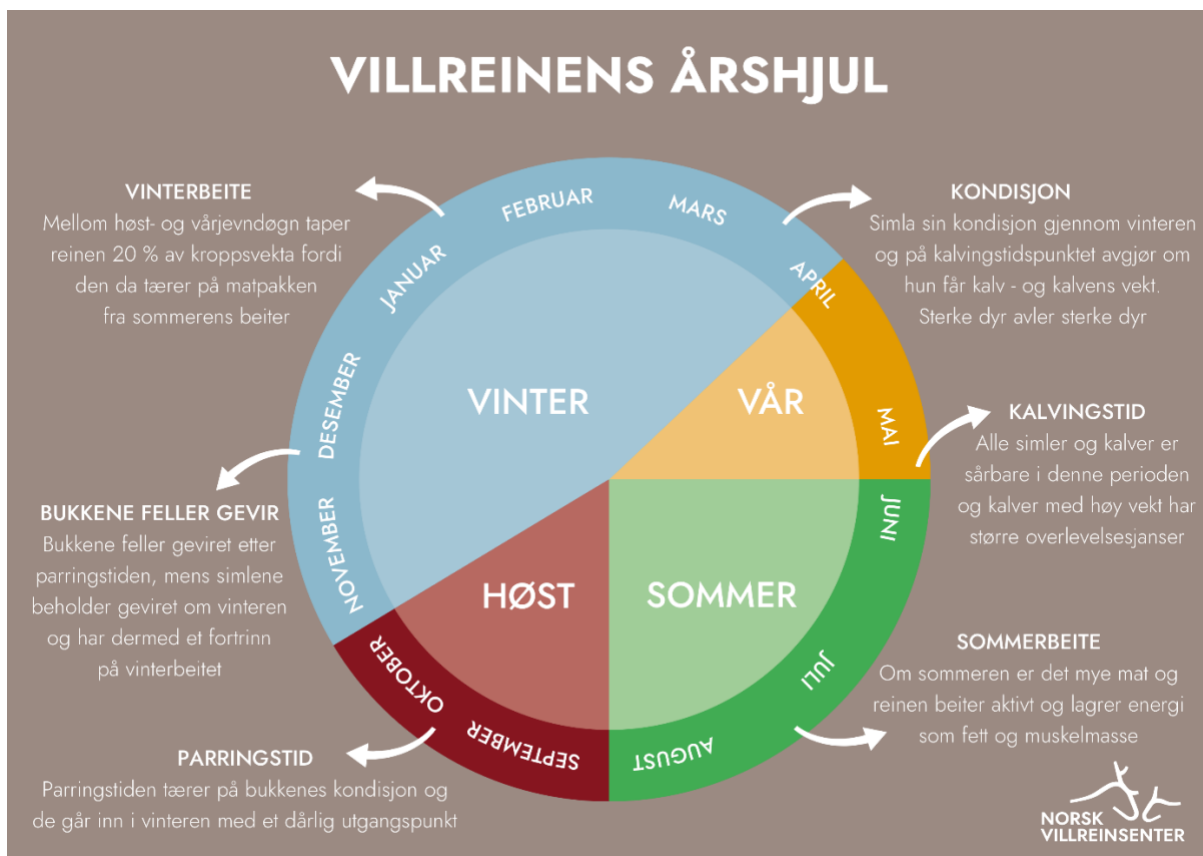 VILLREINENS ÅRSHJUL
VINTERBEITE
Mellom høst- og vårjevndøgn taper
reinen 20 % av kroppsvekta fordi
den da tærer på matpakken
fra sommerens beiter
BUKKENE FELLER GEVIR
Bukkene feller geviret etter
parringstiden, mens simlene
beholder geviret om vinteren
og har dermed et fortrinn
på vinterbeitet
PARRINGSTID
Parringstiden tærer på bukkenes kondisjon og
de går inn i vinteren med et dårlig utgangspunkt
JANUAR
FEBRUAR
MARS
APRIL
MAI
JUNI
JULI
AUGUST
SEPTEMBER
OKTOBER
NOVEMBER
DESEMBER
VINTER
VÅR
HØST
SOMMER
KONDISJON
Simla sin kondisjon gjennom vinteren
og på kalvingstidspunktet avgjør om
hun får kalv - og kalvens vekt.
Sterke dyr avler sterke dyr
KALVINGSTID
Alle simler og kalver er
sårbare i denne perioden
og kalver med høy vekt har
større overlevelsesjanser
SOMMERBEITE
Om sommeren er det mye mat og
reinen beiter aktivt og lagrer energi
som fett og muskelmasse
NORSK
VILLREINSENTER